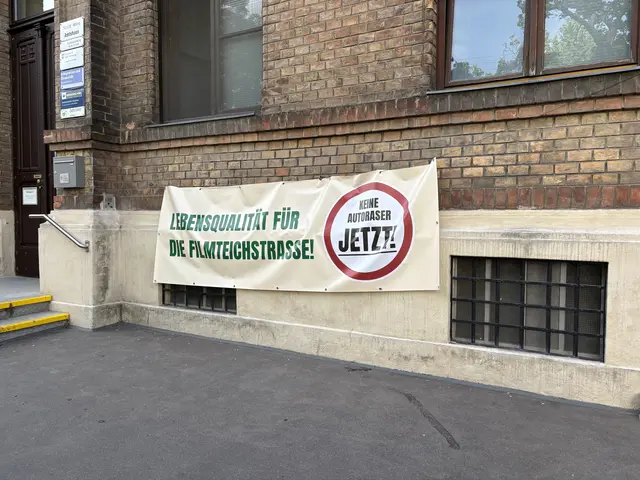 LEBENSQUALITÄT FÜR
DIE FILMTEICHSTRASSE!
KEINE
AUTORASER
JETZT!